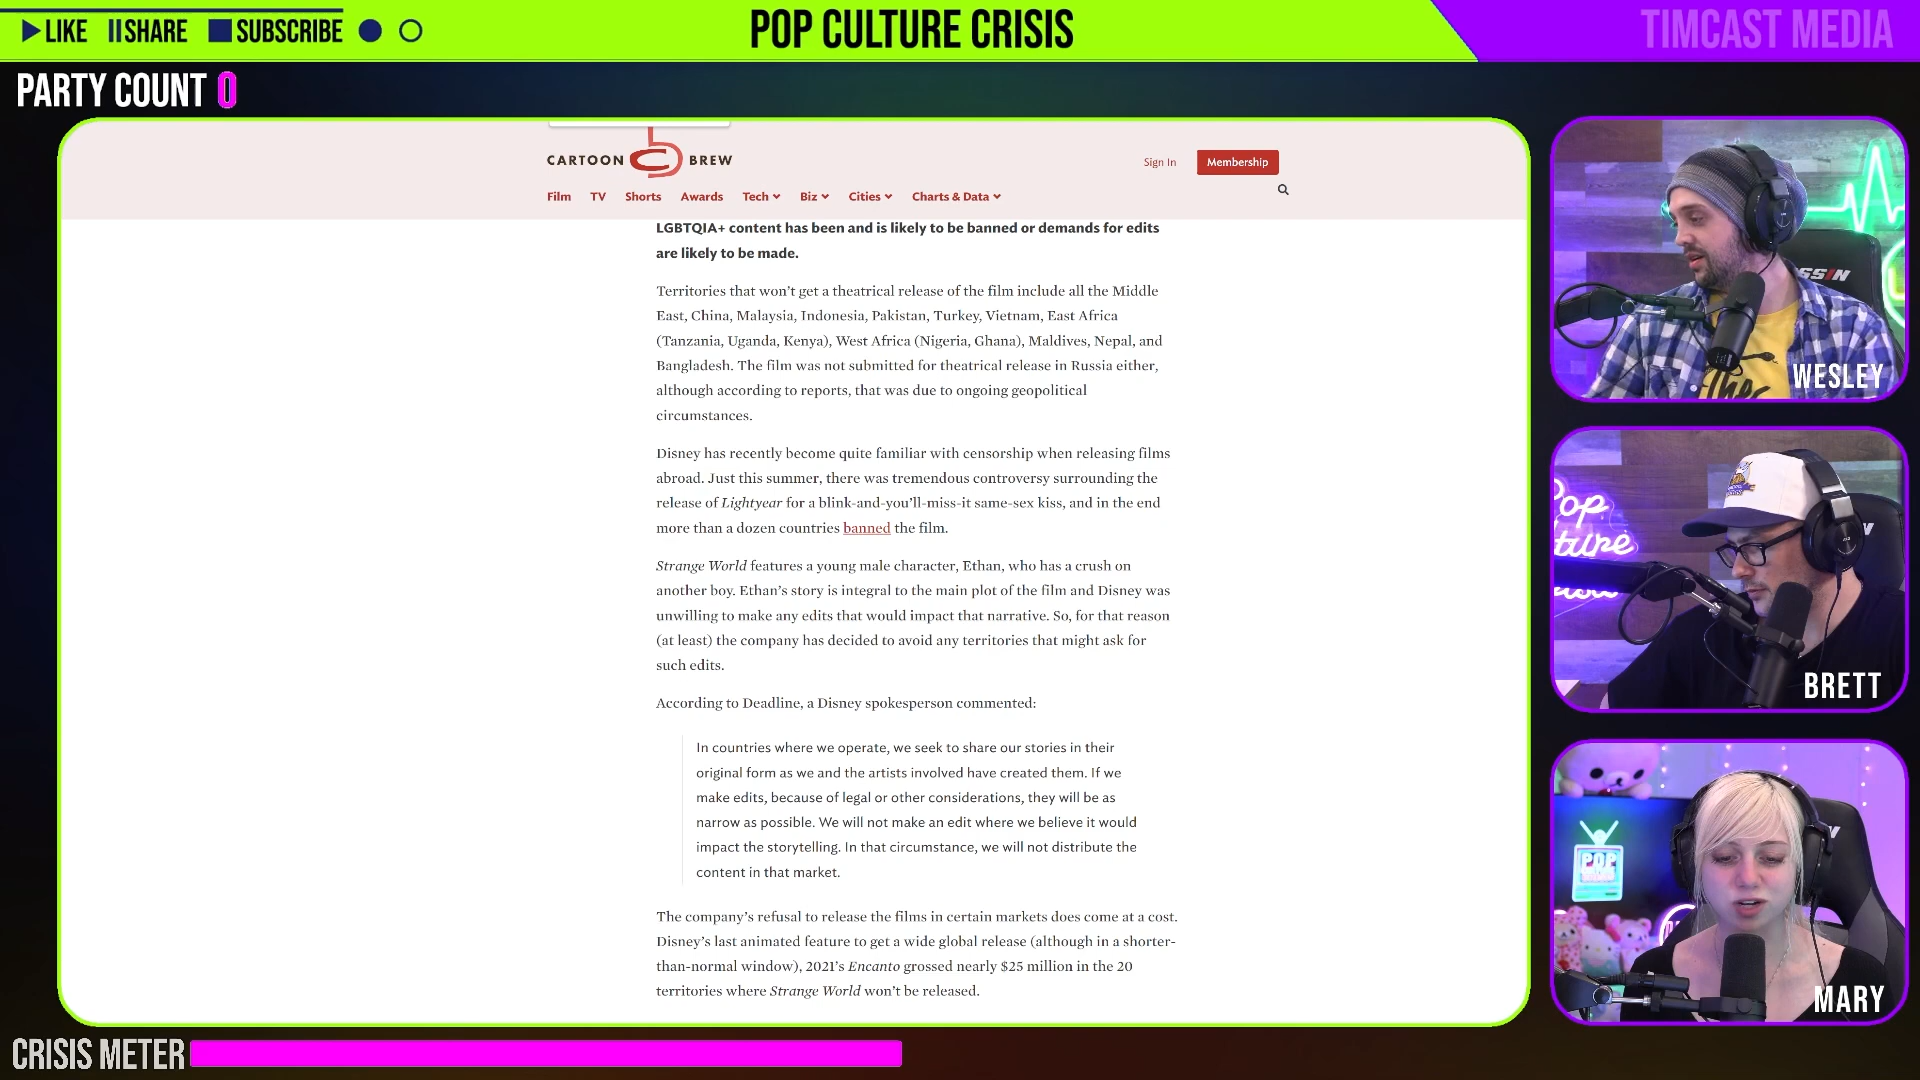 LIKE SHARE SUBSCRIBE
POP CULTURE CRISIS
TIMCAST MEDIA
PARTY COUNT 0
CARTOON BREW
Sign In
Membership
Film TV Shorts Awards Tech Biz Cities Charts & Data
LGBTQIA+ content has been and is likely to be banned or demands for edits
are likely to be made.
Territories that won't get a theatrical release of the film include all the Middle
East, China, Malaysia, Indonesia, Pakistan, Turkey, Vietnam, East Africa
(Tanzania, Uganda, Kenya), West Africa (Nigeria, Ghana), Maldives, Nepal, and
Bangladesh. The film was not submitted for theatrical release in Russia either,
although according to reports, that was due to ongoing geopolitical
circumstances.
Disney has recently become quite familiar with censorship when releasing films
abroad. Just this summer, there was tremendous controversy surrounding the
release of Lightyear for a blink-and-you'll-miss-it same-sex kiss, and in the end
more than a dozen countries banned the film.
Strange World features a young male character, Ethan, who has a crush on
another boy. Ethan's story is integral to the main plot of the film and Disney was
unwilling to make any edits that would impact that narrative. So, for that reason
(at least) the company has decided to avoid any territories that might ask for
such edits.
According to Deadline, a Disney spokesperson commented:
In countries where we operate, we seek to share our stories in their
original form as we and the artists involved have created them. If we
make edits, because of legal or other considerations, they will be as
narrow as possible. We will not make an edit where we believe it would
impact the storytelling. In that circumstance, we will not distribute the
content in that market.
The company's refusal to release the films in certain markets does come at a cost.
Disney's last animated feature to get a wide global release (although in a shorter-
than-normal window), 2021's Encanto grossed nearly $25 million in the 20
territories where Strange World won't be released.
WESLEY
Pop
BRETT
POP
MARY
CRISIS METER